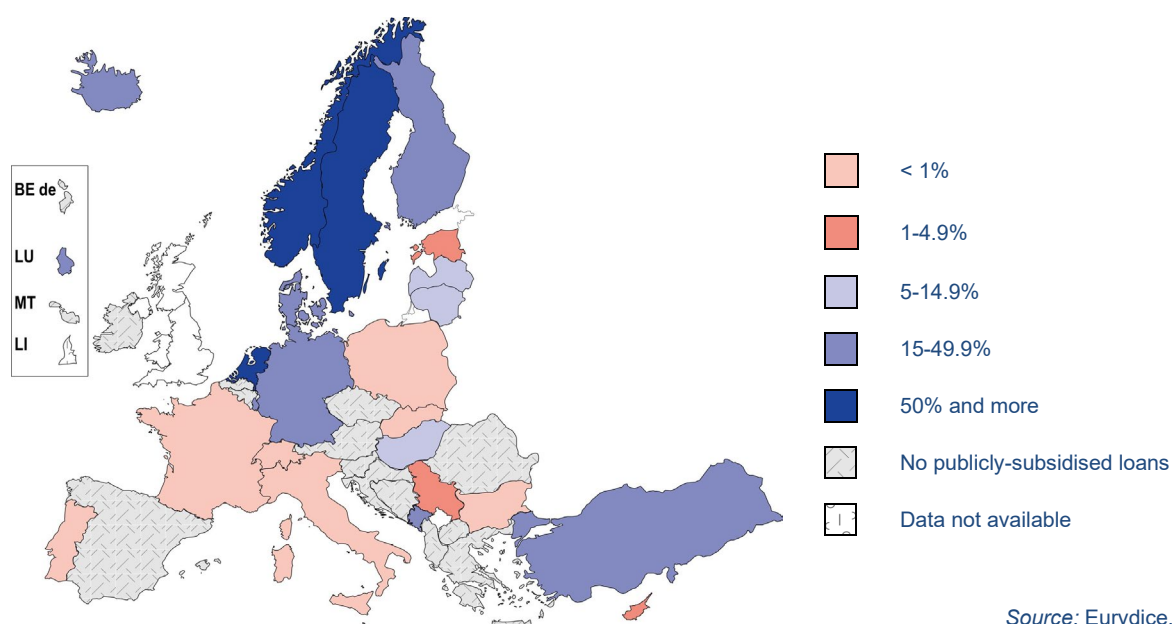 BE de
LU
MT
LI
< 1%
1-4.9%
5-14.9%
15-49.9%
50% and more
No publicly-subsidised loans
Data not available
Source: Eurydice.